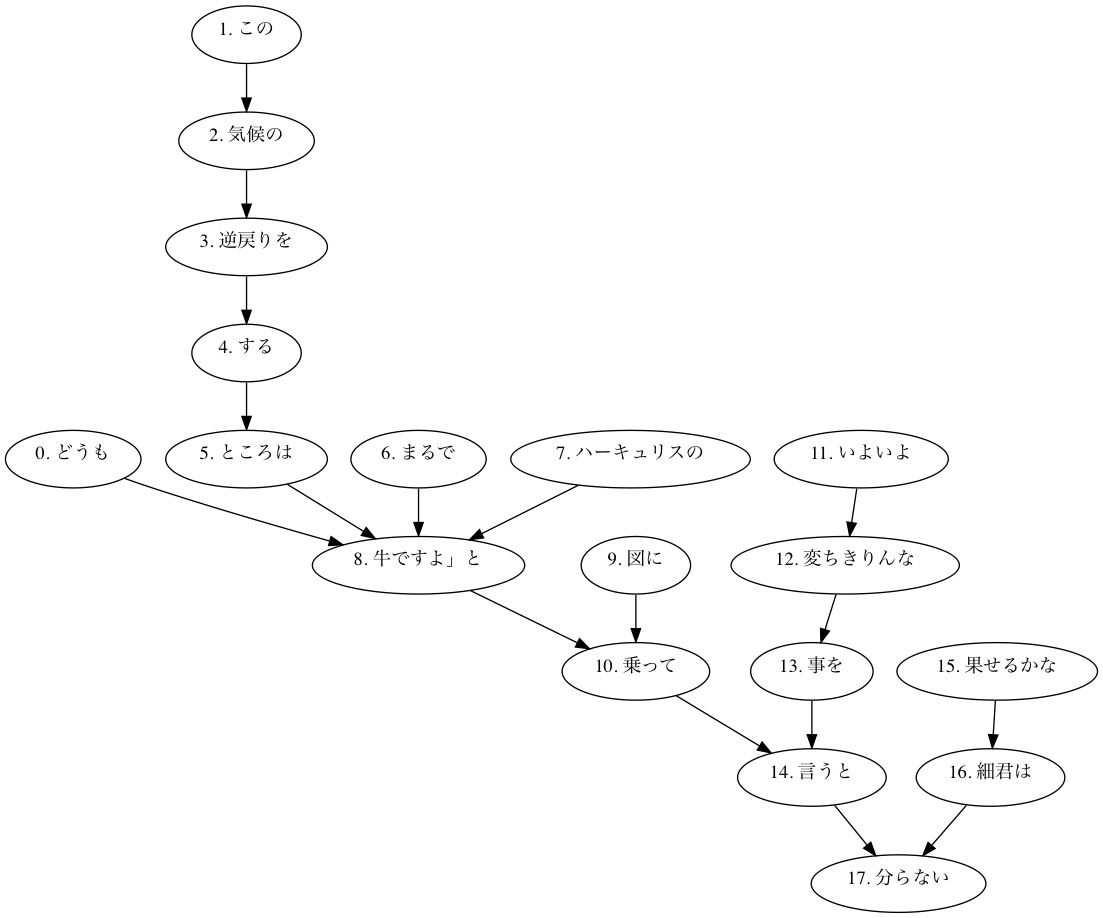 1. この
2. 気候の
3. 逆戻りを
4. する
0. どうも
5. ところは
6. まるで
7. ハーキュリスの
11. いよいよ
8. 牛ですよ」と
9. 図に
12. 変ちきりんな
10. 乗って
13. 事を
15. 果せるかな
14. 言うと
16. 細君は
17. 分らない